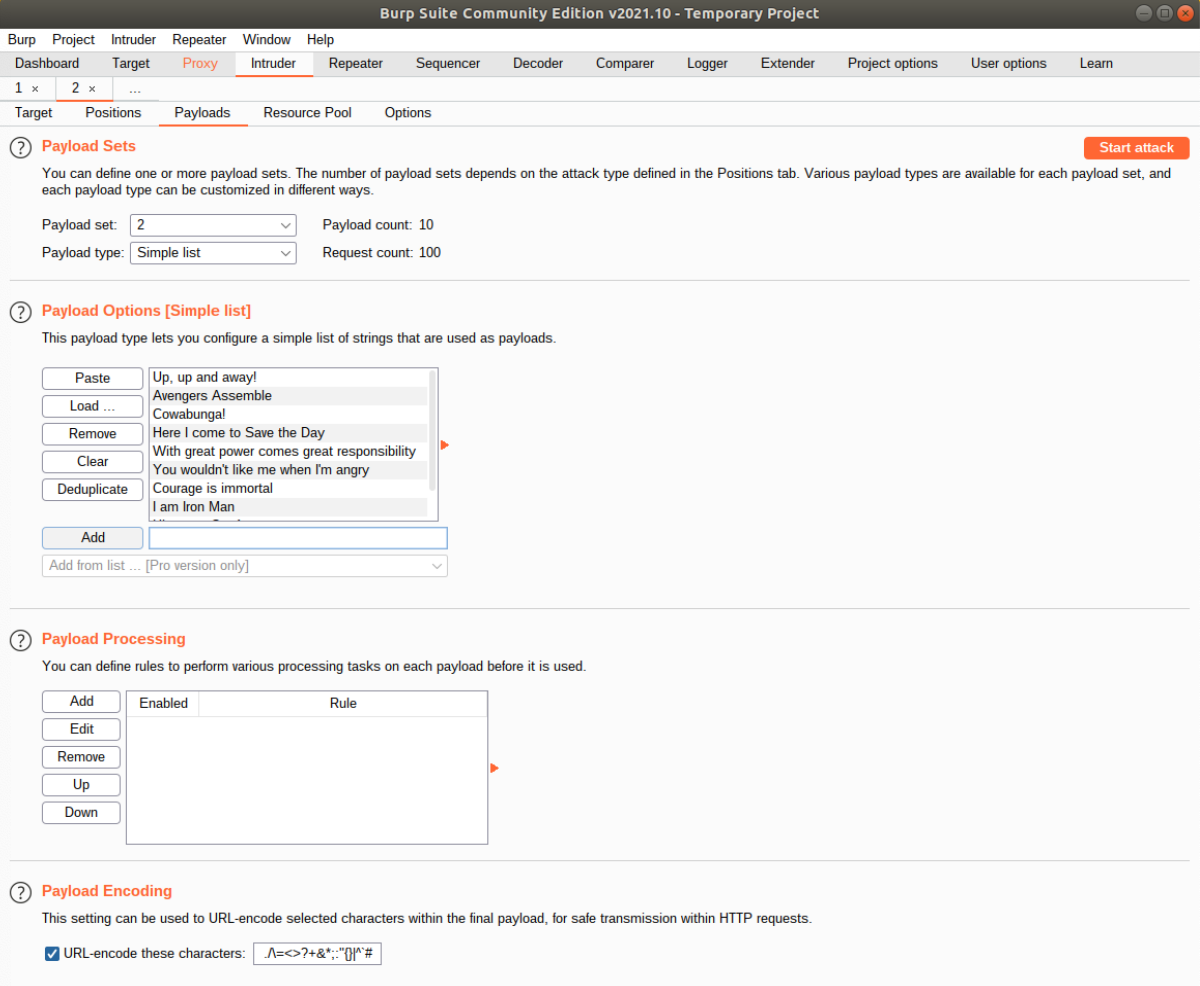 Burp Suite Community Edition v2021.10 - Temporary Project
Burp Project Intruder Repeater Window Help
Dashboard Target Proxy Intruder Repeater Sequencer Decoder Comparer Logger Extender Project options User options Learn
1 × 2 × ...
Target Positions Payloads Resource Pool Options
? Payload Sets Start attack
You can define one or more payload sets. The number of payload sets depends on the attack type defined in the Positions tab. Various payload types are available for each payload set, and
each payload type can be customized in different ways.
Payload set: 2 Payload count: 10
Payload type: Simple list Request count: 100
? Payload Options [Simple list]
This payload type lets you configure a simple list of strings that are used as payloads.
Paste
Load ...
Remove
Clear
Deduplicate
Up, up and away!
Avengers Assemble
Cowabunga!
Here I come to Save the Day
With great power comes great responsibility
You wouldn't like me when I'm angry
Courage is immortal
I am Iron Man
Add
Add from list ... [Pro version only]
? Payload Processing
You can define rules to perform various processing tasks on each payload before it is used.
Add
Edit
Remove
Up
Down
Enabled Rule
? Payload Encoding
This setting can be used to URL-encode selected characters within the final payload, for safe transmission within HTTP requests.
URL-encode these characters: ./\=<>?+&*;:"{}|^`#